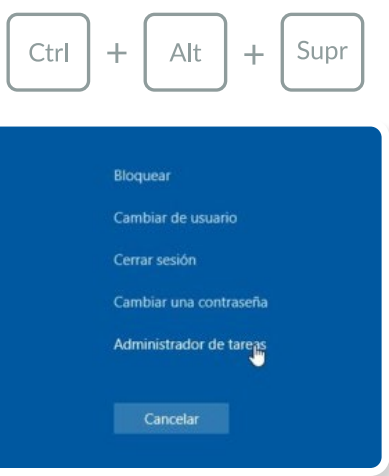 Ctrl + Alt + Supr
Bloquear
Cambiar de usuario
Cerrar sesión
Cambiar una contraseña
Administrador de tareas
Cancelar